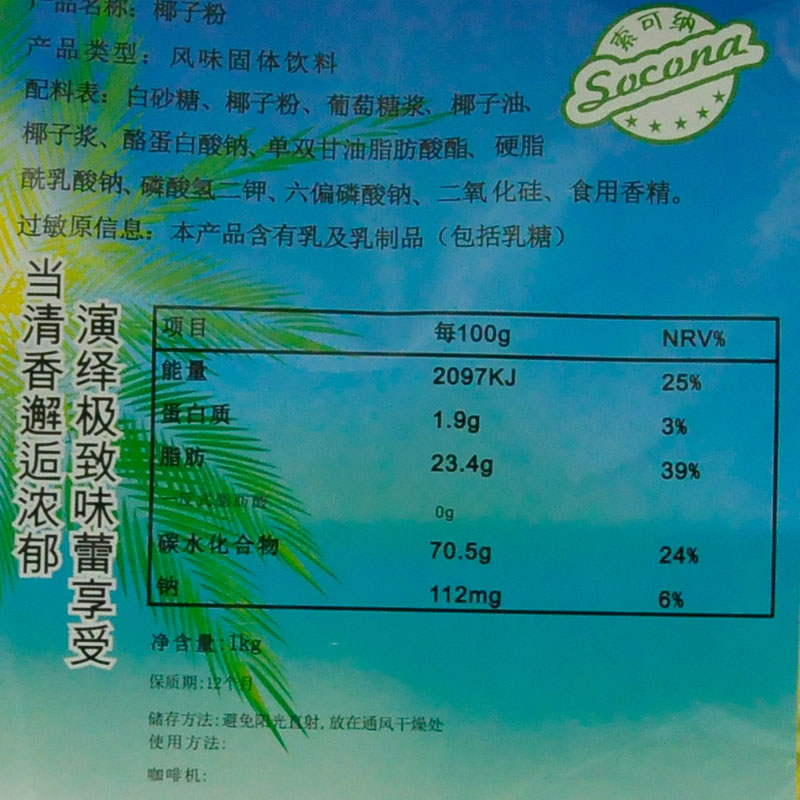 产品名称：椰子粉
产品类型：风味固体饮料
配料表：白砂糖、椰子粉、葡萄糖浆、椰子油、
椰子浆、酪蛋白酸钠、单双甘油脂肪酸酯、硬脂
酰乳酸钠、磷酸氢二钾、六偏磷酸钠、二氧化硅、食用香精。
过敏原信息：本产品含有乳及乳制品（包括乳糖）
索可纳
Socona
当清香邂逅浓郁
演绎极致味蕾享受
项目 每100g NRV%
能量 2097KJ 25%
蛋白质 1.9g 3%
脂肪 23.4g 39%
一反式脂肪酸 0g
碳水化合物 70.5g 24%
钠 112mg 6%
净含量:1kg
保质期:12个月
储存方法:避免阳光直射,放在通风干燥处
使用方法:
咖啡机: